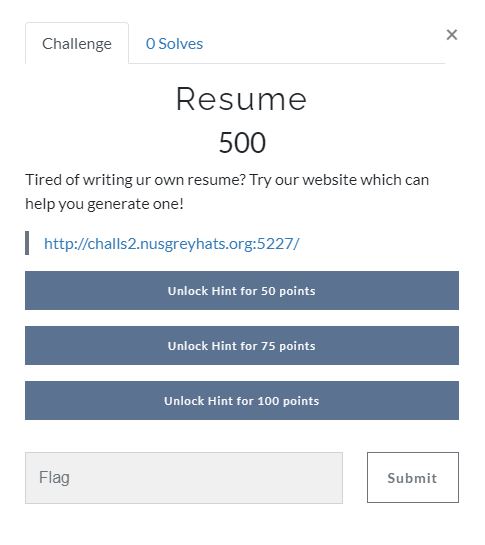 Challenge
0 Solves
×
Resume
500
Tired of writing ur own resume? Try our website which can
help you generate one!
http://challs2.nusgreyhats.org:5227/
Unlock Hint for 50 points
Unlock Hint for 75 points
Unlock Hint for 100 points
Flag
Submit